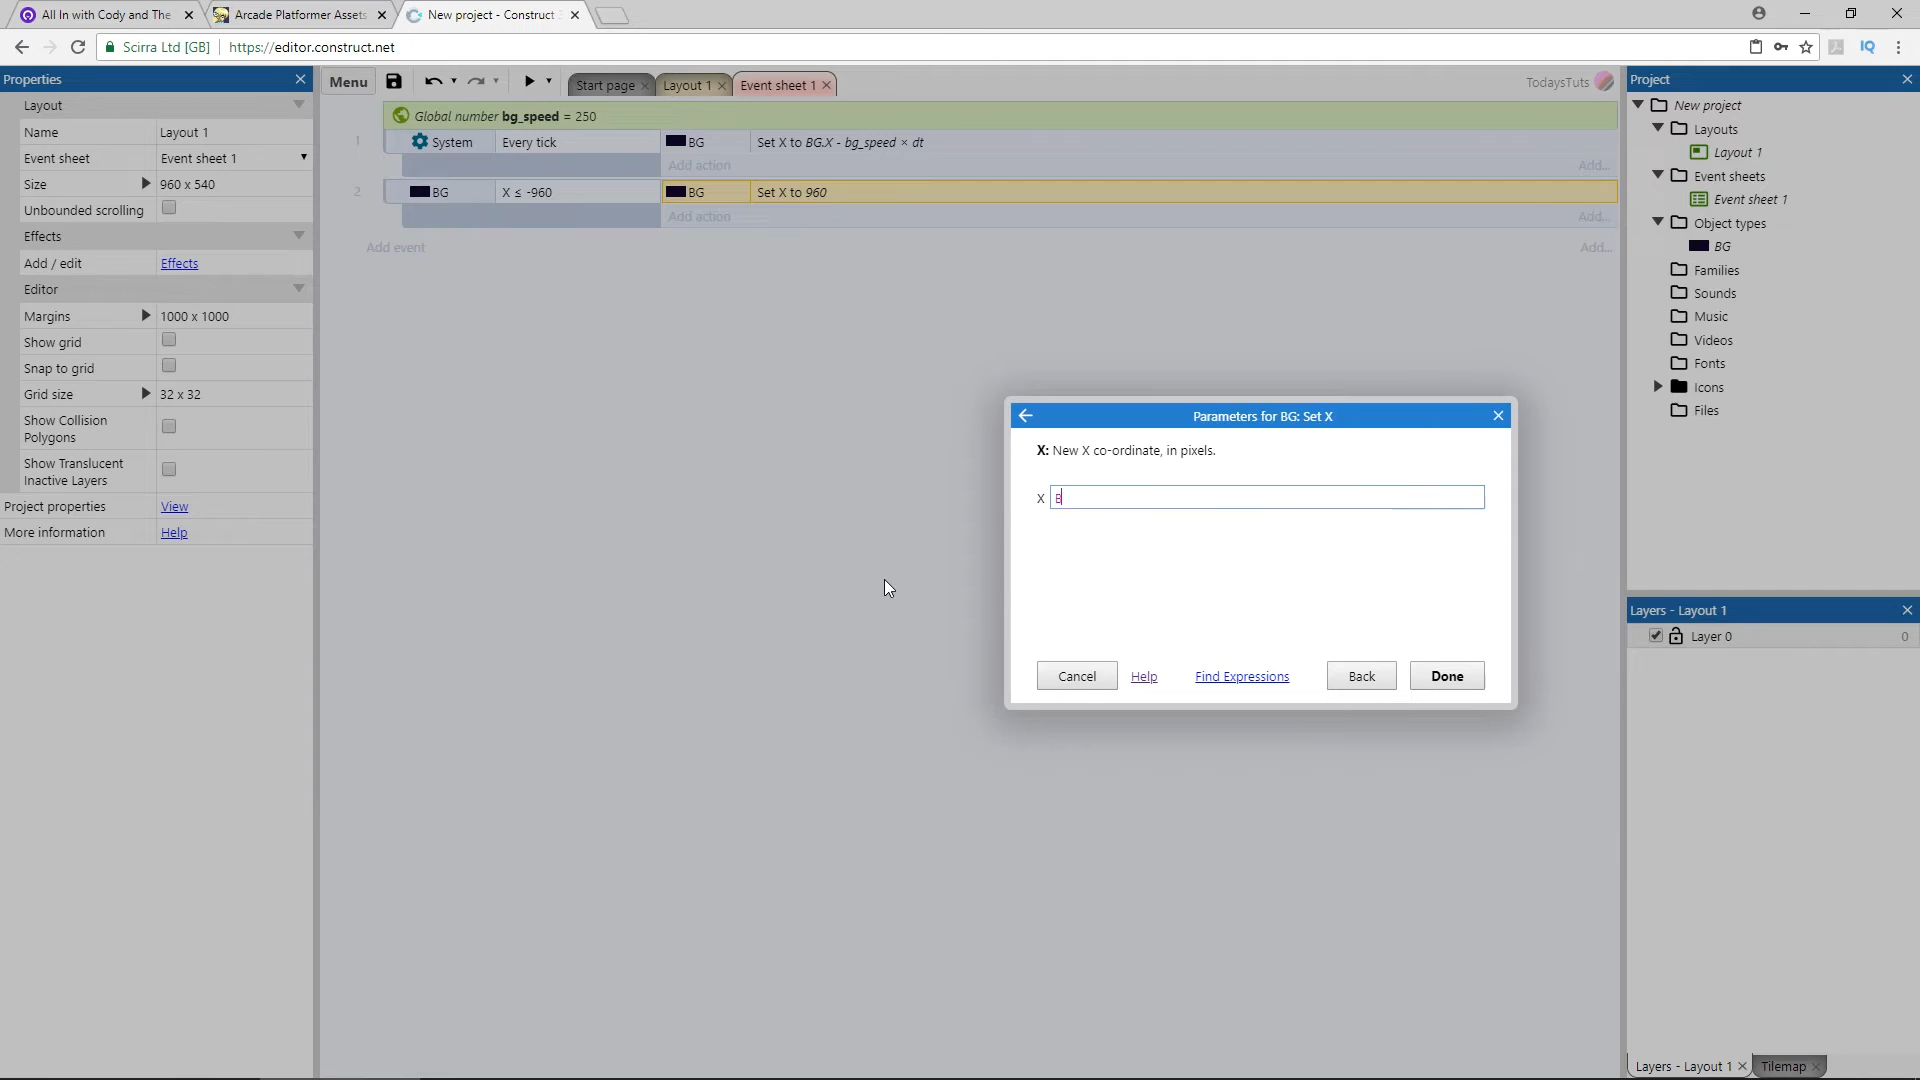 All In with Cody and The
Arcade Platformer Assets
New project - Construct
Scirra Ltd [GB]
https://editor.construct.net
IQ
Properties
Menu
Start page
Layout 1
Event sheet 1
TodaysTuts
Project
Layout
Name
Layout 1
Event sheet
Event sheet 1
Size
960 x 540
Unbounded scrolling
Effects
Add / edit
Effects
Editor
Margins
1000 x 1000
Show grid
Snap to grid
Grid size
32 x 32
Show Collision
Polygons
Show Translucent
Inactive Layers
Project properties
View
More information
Help
Global number bg_speed = 250
1
System
Every tick
BG
Set X to BG.X - bg_speed × dt
Add action
Add...
2
BG
X ≤ -960
BG
Set X to 960
Add action
Add...
Add event
Add...
Parameters for BG: Set X
X: New X co-ordinate, in pixels.
X
B
Cancel
Help
Find Expressions
Back
Done
New project
Layouts
Layout 1
Event sheets
Event sheet 1
Object types
BG
Families
Sounds
Music
Videos
Fonts
Icons
Files
Layers - Layout 1
Layer 0
0
Layers - Layout 1
Tilemap